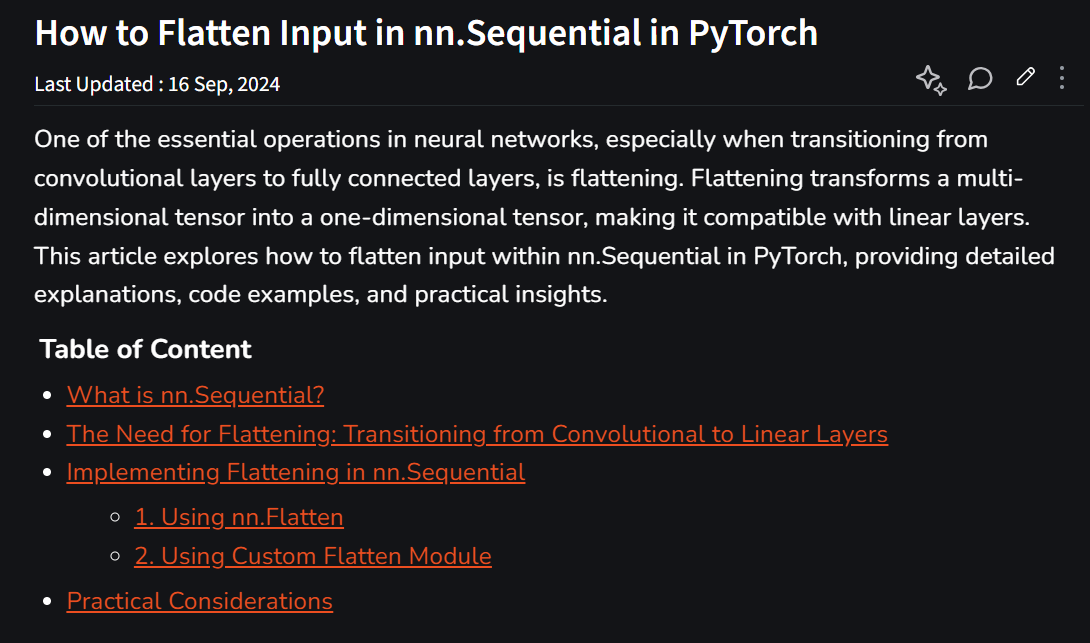 How to Flatten Input in nn.Sequential in PyTorch
Last Updated : 16 Sep, 2024
One of the essential operations in neural networks, especially when transitioning from
convolutional layers to fully connected layers, is flattening. Flattening transforms a multi-
dimensional tensor into a one-dimensional tensor, making it compatible with linear layers.
This article explores how to flatten input within nn.Sequential in PyTorch, providing detailed
explanations, code examples, and practical insights.
Table of Content
What is nn.Sequential?
The Need for Flattening: Transitioning from Convolutional to Linear Layers
Implementing Flattening in nn.Sequential
1. Using nn.Flatten
2. Using Custom Flatten Module
Practical Considerations